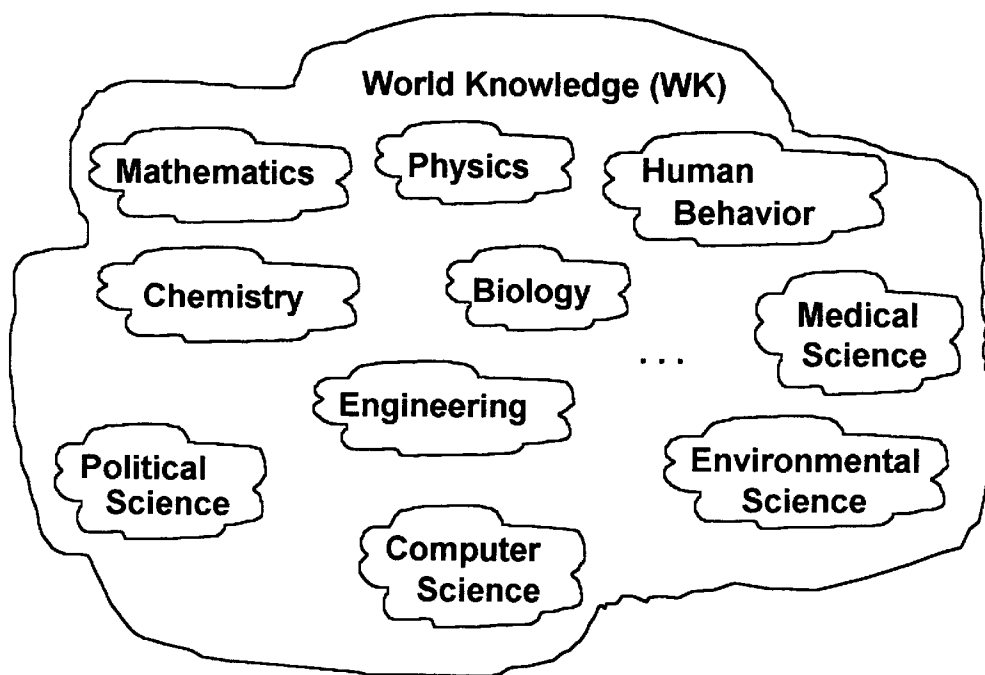 World Knowledge (WK)
Mathematics
Physics
Human
Behavior
Chemistry
Biology
Medical
Science
. . .
Engineering
Political
Science
Environmental
Science
Computer
Science